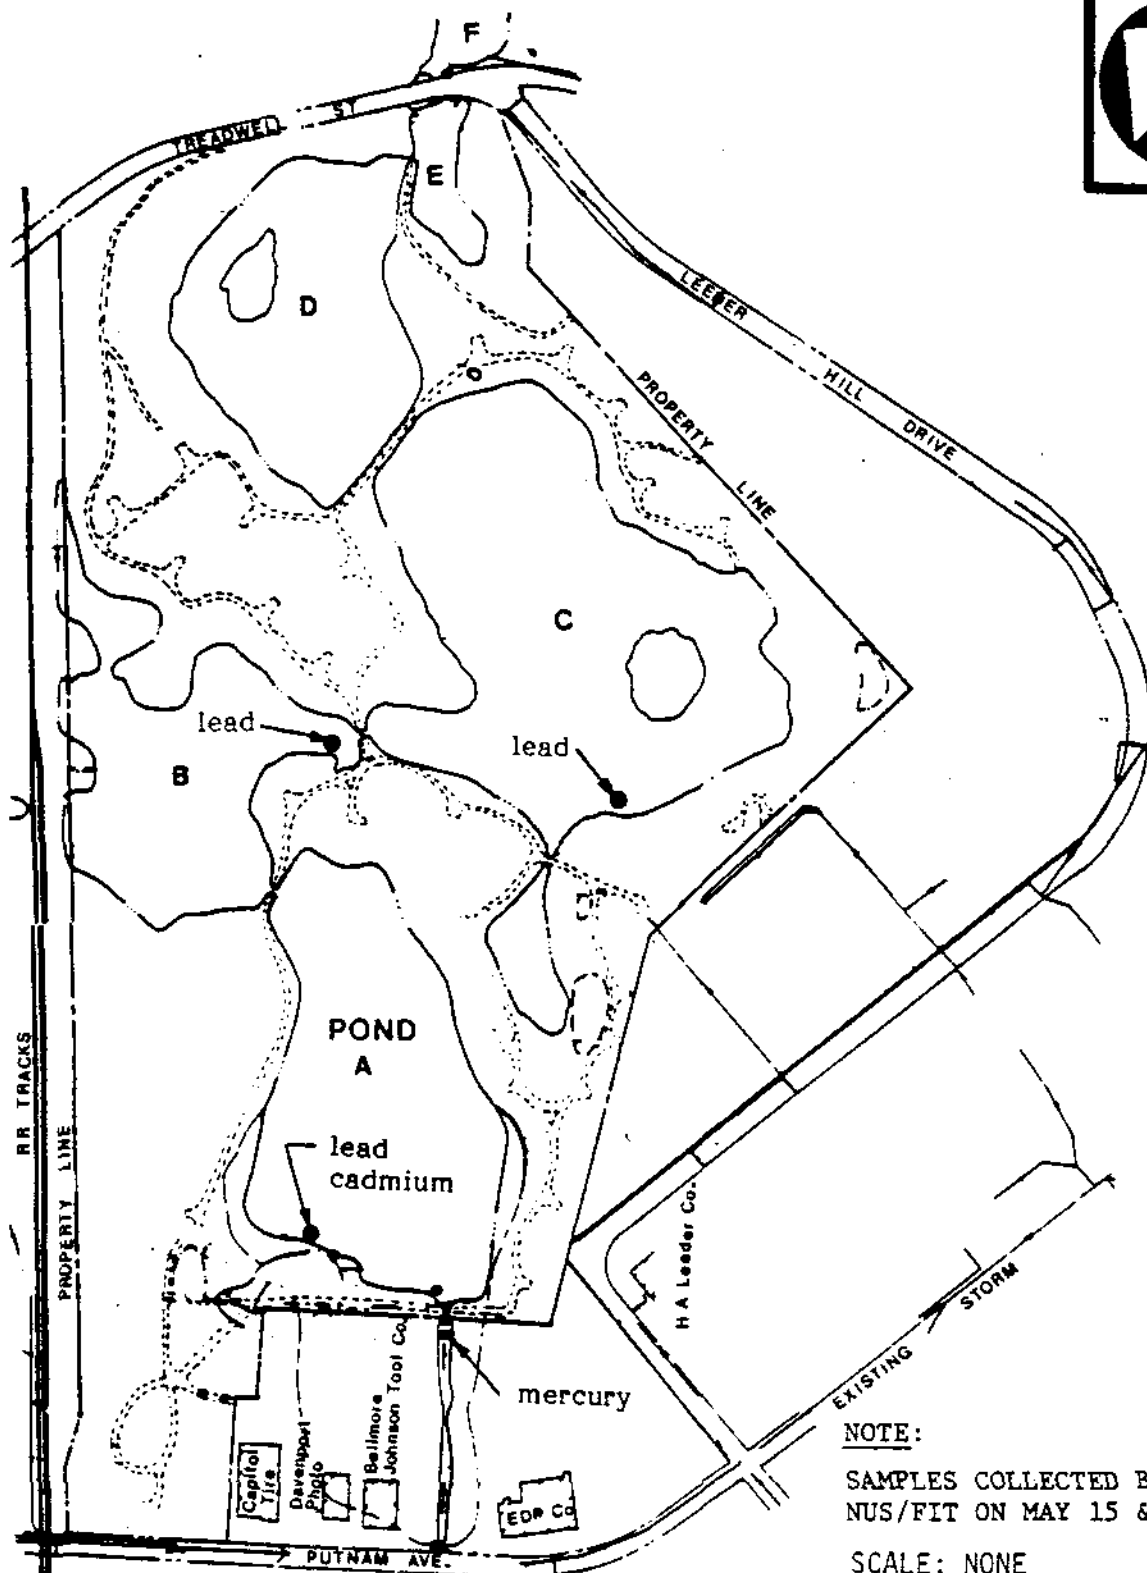 F
TREADWELL ST
E
D
LEEDER HILL DRIVE
PROPERTY LINE
C
lead
lead
B
POND
A
RR TRACKS
PROPERTY LINE
lead
cadmium
H A Leeder Co.
mercury
EXISTING STORM
Capitol
Tire
Davenport
Photo
Bellmore
Johnson Tool Co.
EDP Co
PUTNAM AVE.
NOTE:
SAMPLES COLLECTED B
NUS/FIT ON MAY 15 &
SCALE: NONE